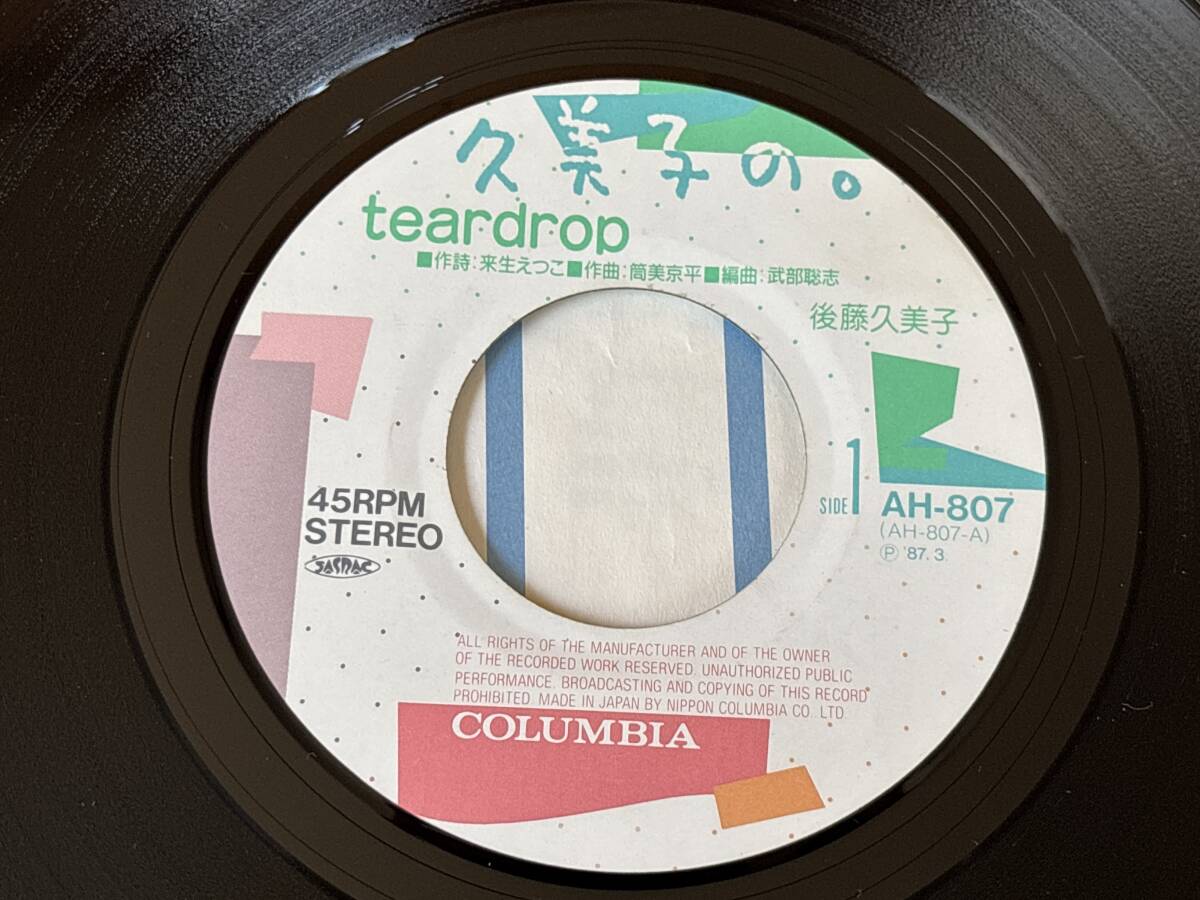 久美子の。
teardrop
■作詩:来生えつこ■作曲:筒美京平■編曲:武部聡志
後藤久美子
45RPM
STEREO
JASRAC
SIDE 1
AH-807
(AH-807-A)
Ⓟ '87. 3
ALL RIGHTS OF THE MANUFACTURER AND OF THE OWNER
OF THE RECORDED WORK RESERVED. UNAUTHORIZED PUBLIC
PERFORMANCE. BROADCASTING AND COPYING OF THIS RECORD
PROHIBITED. MADE IN JAPAN BY NIPPON COLUMBIA CO. LTD.
COLUMBIA